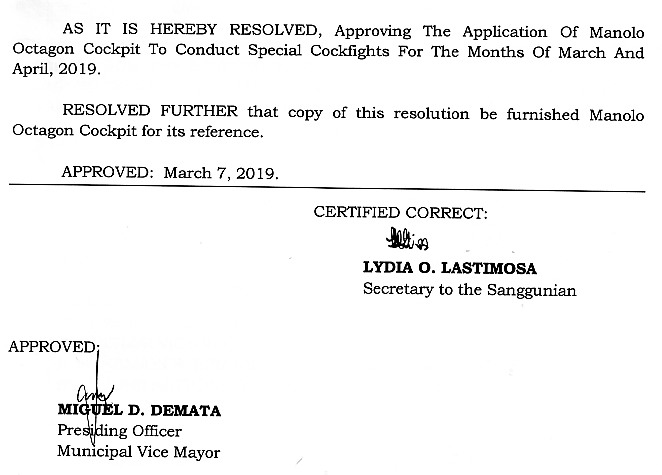 AS IT IS HEREBY RESOLVED, Approving The Application Of Manolo
Octagon Cockpit To Conduct Special Cockfights For The Months Of March And
April, 2019.
RESOLVED FURTHER that copy of this resolution be furnished Manolo
Octagon Cockpit for its reference.
APPROVED: March 7, 2019.
CERTIFIED CORRECT:
LYDIA O. LASTIMOSA
Secretary to the Sanggunian
APPROVED:
MIGUEL D. DEMATA
Presiding Officer
Municipal Vice Mayor